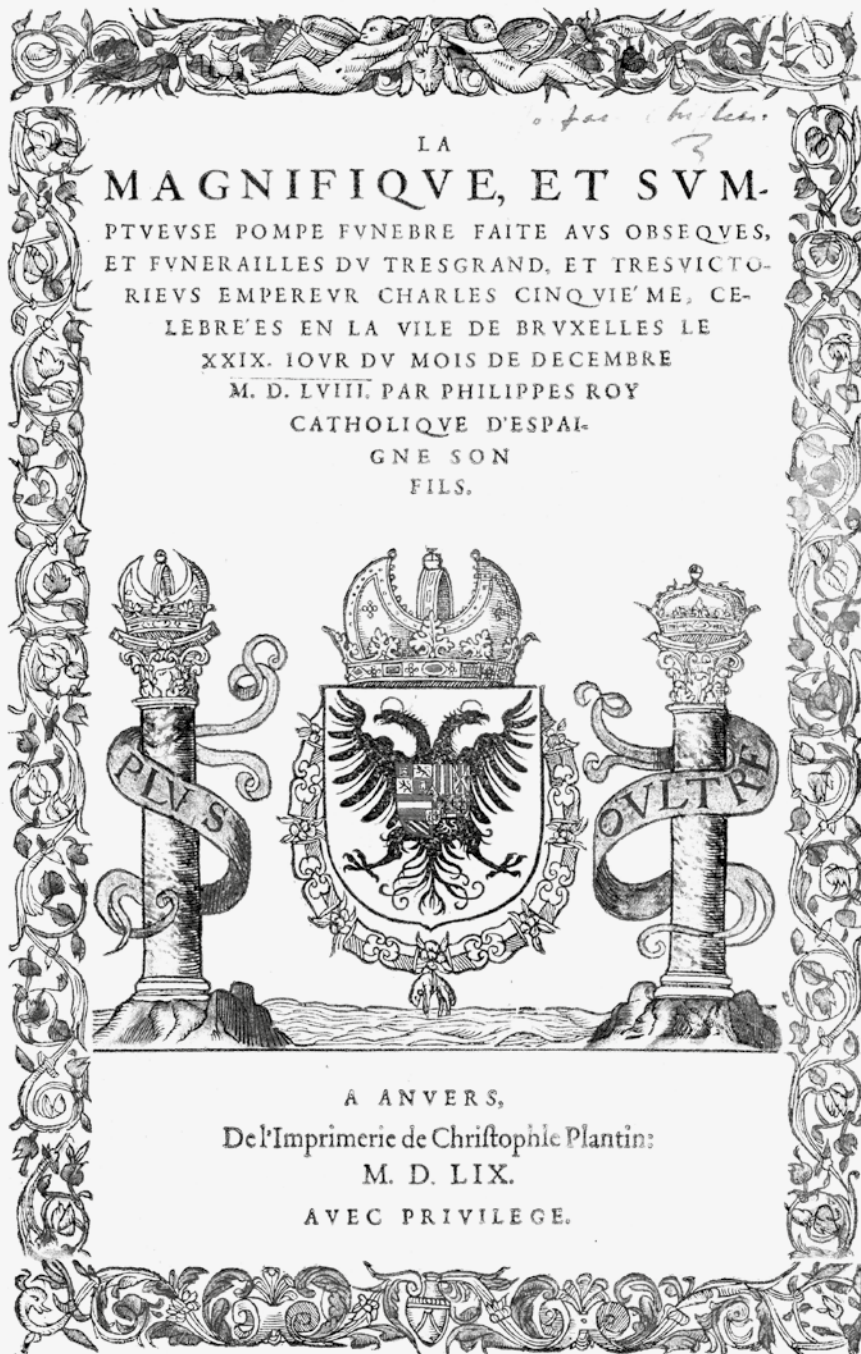 LA
MAGNIFIQVE, ET SVM-
PTVEVSE POMPE FVNEBRE FAITE AVS OBSEQVES,
ET FVNERAILLES DV TRESGRAND, ET TRESVICTO-
RIEVS EMPEREVR CHARLES CINQVIE'ME, CE-
LEBRE'ES EN LA VILE DE BRVXELLES LE
XXIX. IOVR DV MOIS DE DECEMBRE
M. D. LVIII. PAR PHILIPPES ROY
CATHOLIQVE D'ESPAI-
GNE SON
FILS.
PLVS
OVLTRE
A ANVERS,
De l'Imprimerie de Chriſtophle Plantin:
M. D. LIX.
AVEC PRIVILEGE.